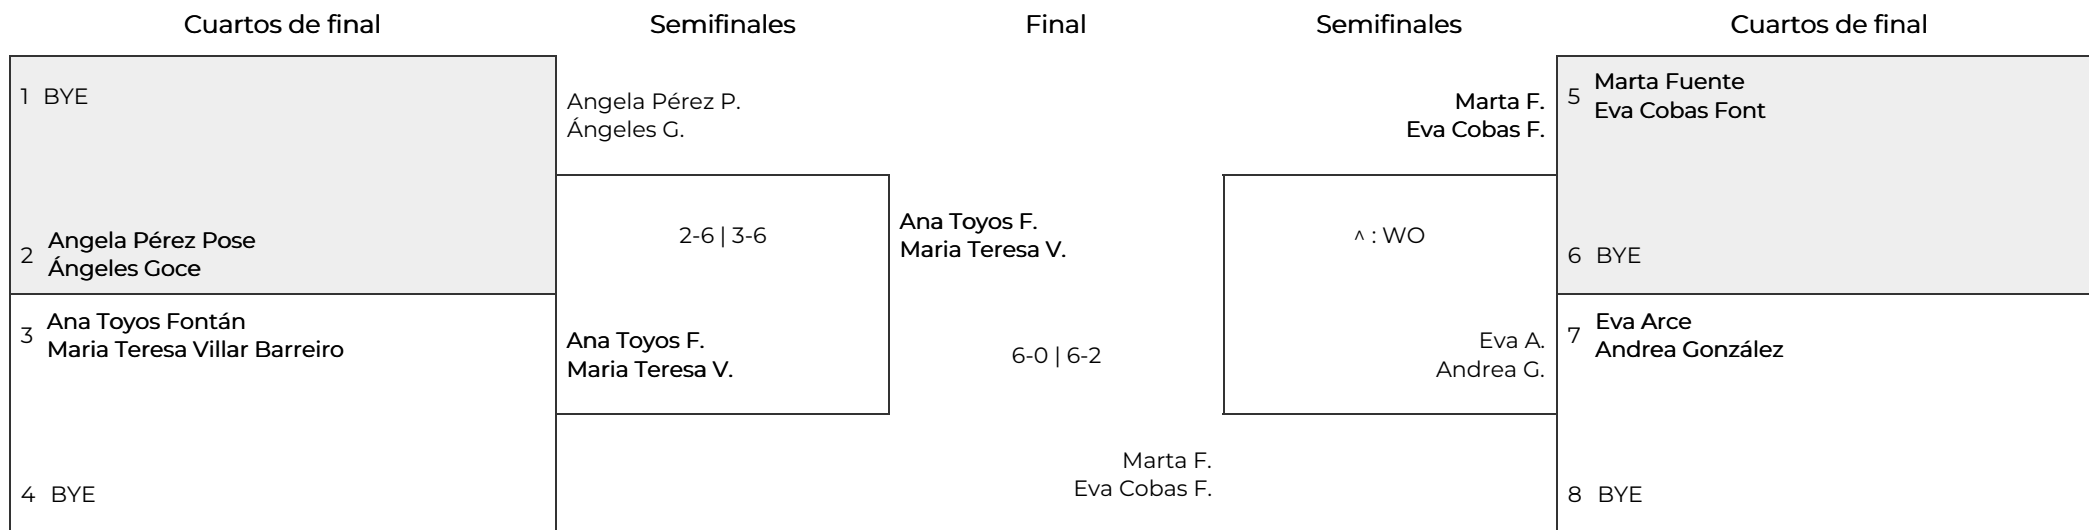 Cuartos de final
Semifinales
Final
Semifinales
Cuartos de final
1 BYE
2 Angela Pérez Pose
Ángeles Goce
3 Ana Toyos Fontán
Maria Teresa Villar Barreiro
4 BYE
Angela Pérez P.
Ángeles G.
2-6 | 3-6
Ana Toyos F.
Maria Teresa V.
Ana Toyos F.
Maria Teresa V.
6-0 | 6-2
Marta F.
Eva Cobas F.
Marta F.
Eva Cobas F.
^ : WO
Eva A.
Andrea G.
5 Marta Fuente
Eva Cobas Font
6 BYE
7 Eva Arce
Andrea González
8 BYE